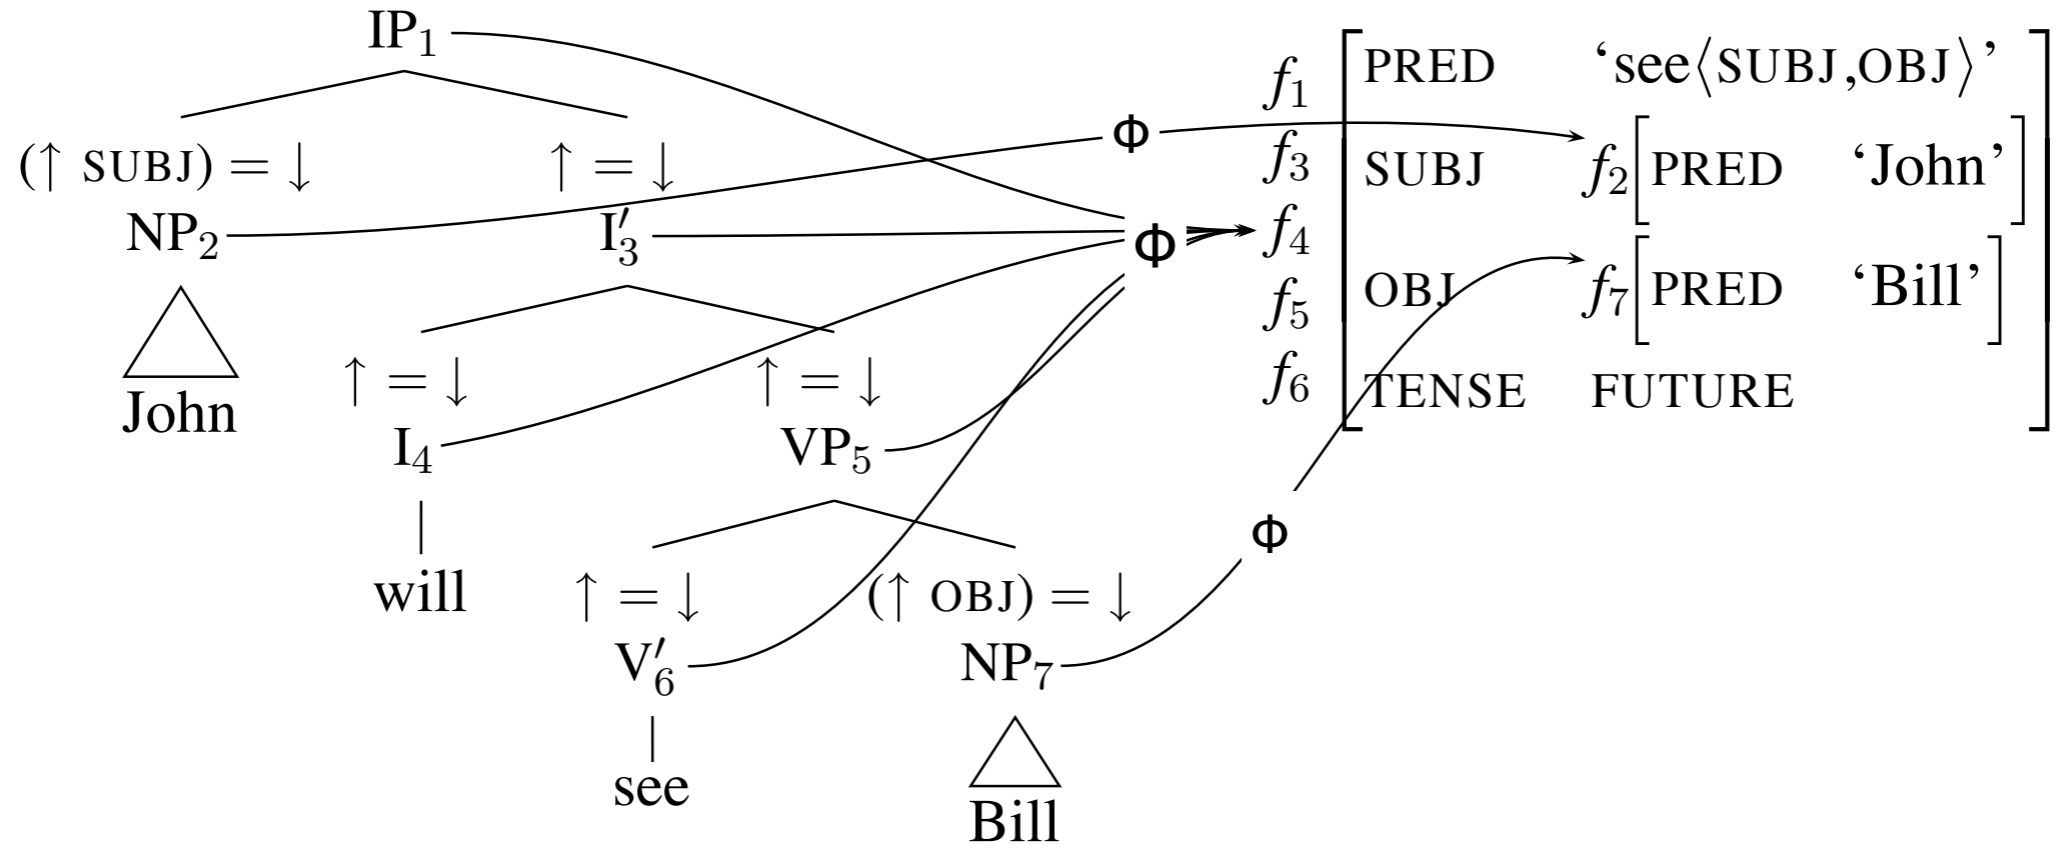 IP₁
(↑ SUBJ) = ↓ ↑ = ↓
NP₂ I′₃
John
↑ = ↓ ↑ = ↓
I₄ VP₅
will
↑ = ↓ (↑ OBJ) = ↓
V′₆ NP₇
see
Bill
Φ
Φ
Φ
f₁
f₃
f₄
f₅
f₆
PRED ‘see⟨SUBJ,OBJ⟩’
SUBJ f₂[PRED ‘John’]
OBJ f₇[PRED ‘Bill’]
TENSE FUTURE